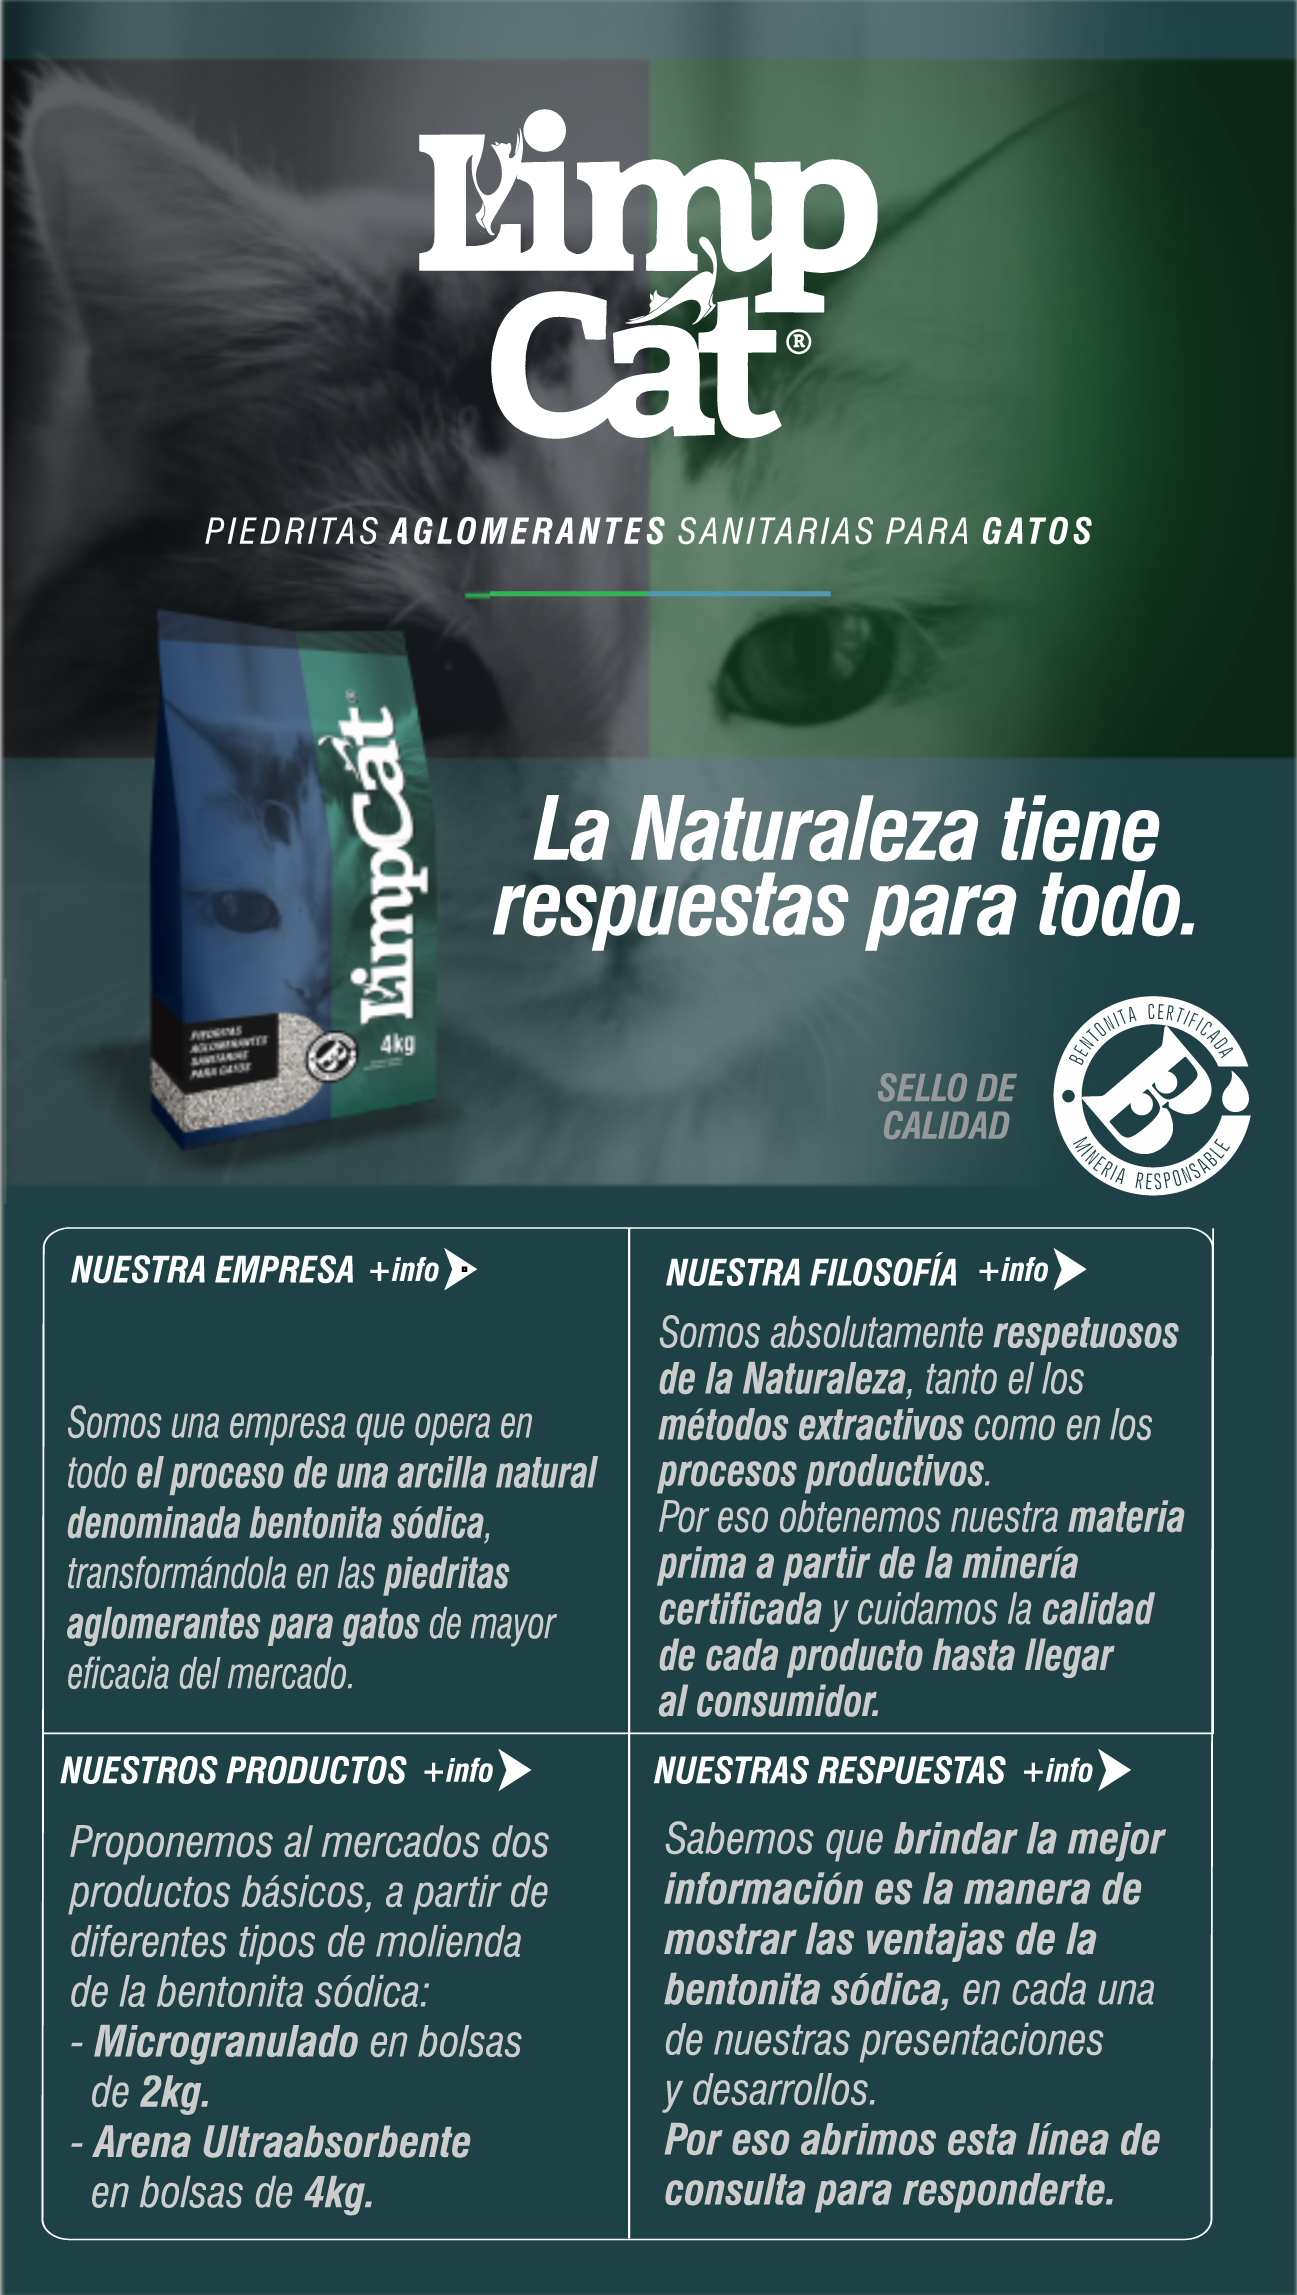 Limp
Cat®
PIEDRITAS AGLOMERANTES SANITARIAS PARA GATOS
LimpCat®
PIEDRITAS
AGLOMERANTES
SANITARIAS
PARA GATOS
4kg
La Naturaleza tiene
respuestas para todo.
SELLO DE
CALIDAD
BENTONITA CERTIFICADA
MINERIA RESPONSABLE
NUESTRA EMPRESA +info
Somos una empresa que opera en
todo el proceso de una arcilla natural
denominada bentonita sódica,
transformándola en las piedritas
aglomerantes para gatos de mayor
eficacia del mercado.
NUESTRA FILOSOFÍA +info
Somos absolutamente respetuosos
de la Naturaleza, tanto el los
métodos extractivos como en los
procesos productivos.
Por eso obtenemos nuestra materia
prima a partir de la minería
certificada y cuidamos la calidad
de cada producto hasta llegar
al consumidor.
NUESTROS PRODUCTOS +info
Proponemos al mercados dos
productos básicos, a partir de
diferentes tipos de molienda
de la bentonita sódica:
- Microgranulado en bolsas
de 2kg.
- Arena Ultraabsorbente
en bolsas de 4kg.
NUESTRAS RESPUESTAS +info
Sabemos que brindar la mejor
información es la manera de
mostrar las ventajas de la
bentonita sódica, en cada una
de nuestras presentaciones
y desarrollos.
Por eso abrimos esta línea de
consulta para responderte.